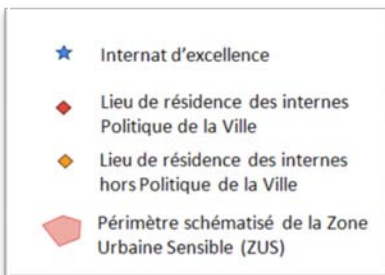 Internat d'excellence
Lieu de résidence des internes
Politique de la Ville
Lieu de résidence des internes
hors Politique de la Ville
Périmètre schématisé de la Zone
Urbaine Sensible (ZUS)